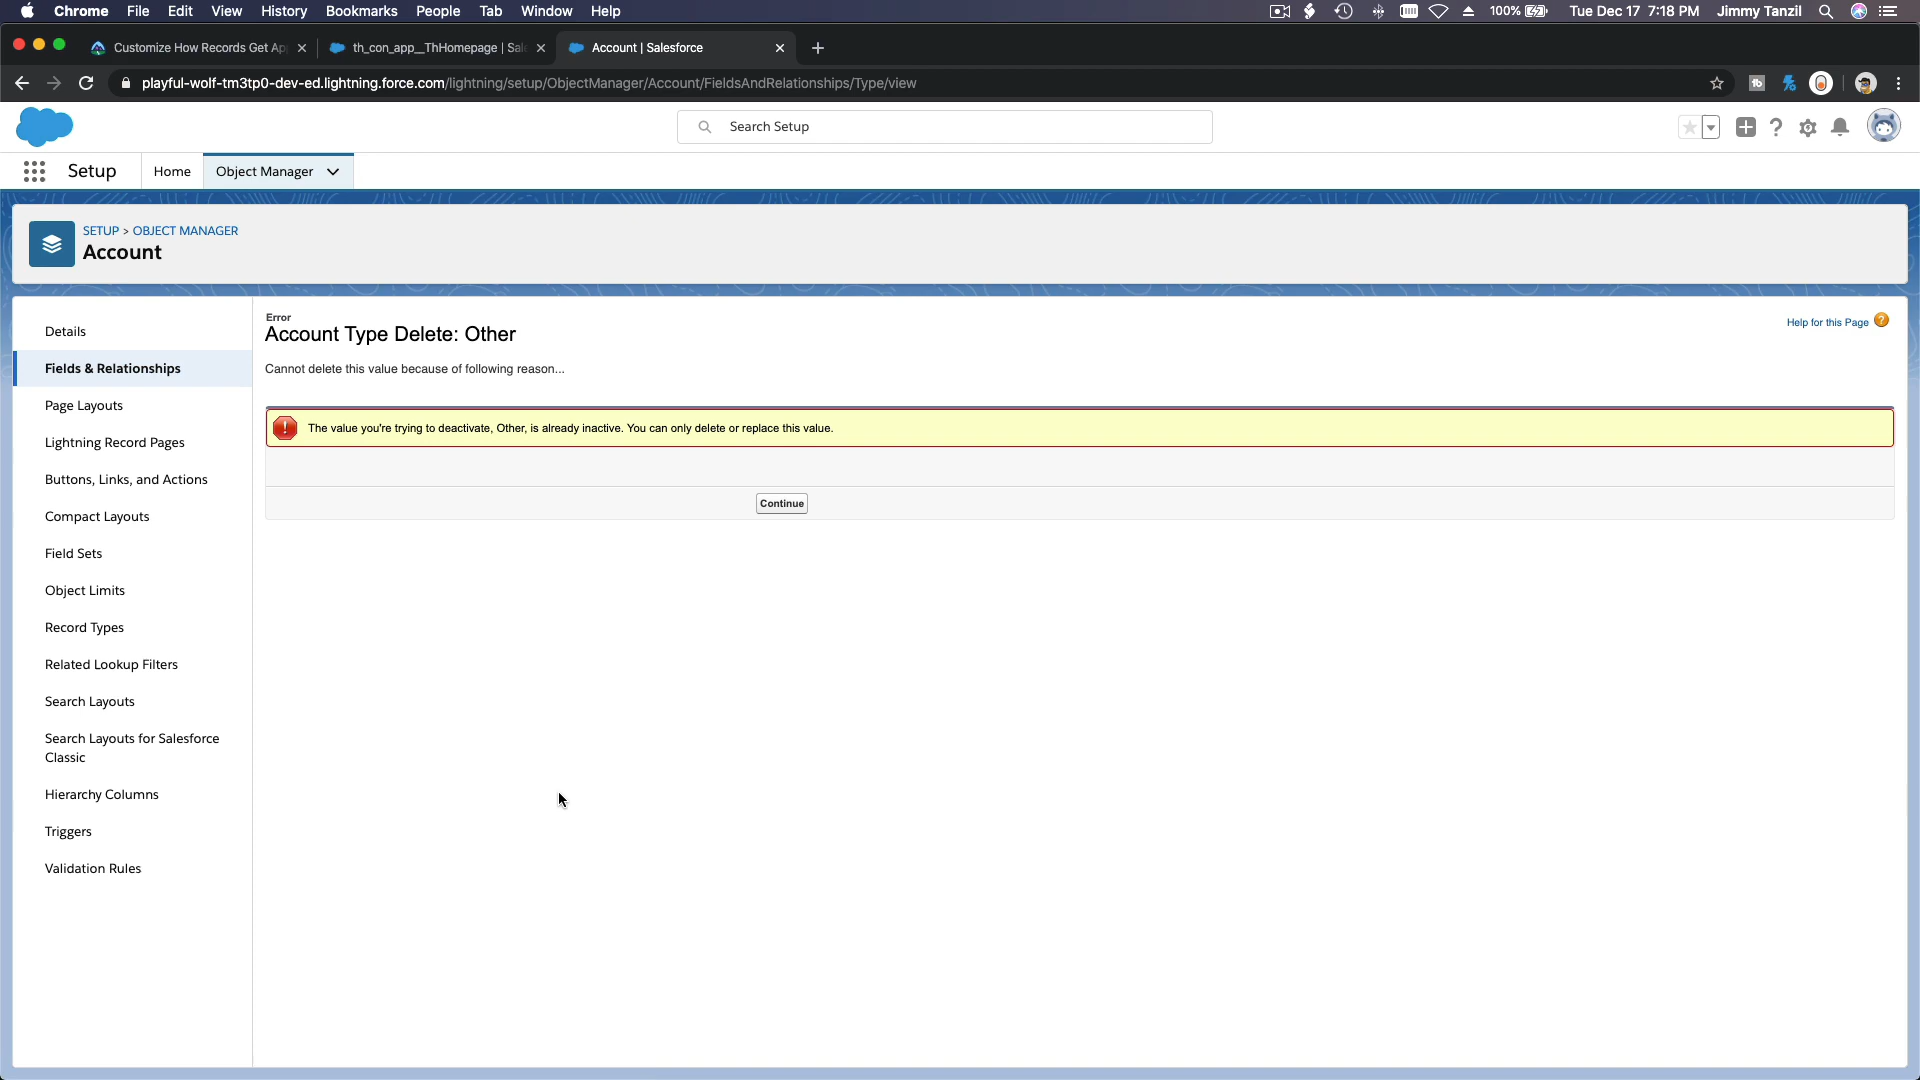 Chrome File Edit View History Bookmarks People Tab Window Help 100% Tue Dec 17 7:18 PM Jimmy Tanzil
Customize How Records Get Ap th_con_app__ThHomepage | Sal Account | Salesforce
playful-wolf-tm3tp0-dev-ed.lightning.force.com/lightning/setup/ObjectManager/Account/FieldsAndRelationships/Type/view
Search Setup
Setup Home Object Manager
SETUP > OBJECT MANAGER
Account
Details
Fields & Relationships
Page Layouts
Lightning Record Pages
Buttons, Links, and Actions
Compact Layouts
Field Sets
Object Limits
Record Types
Related Lookup Filters
Search Layouts
Search Layouts for Salesforce
Classic
Hierarchy Columns
Triggers
Validation Rules
Error
Account Type Delete: Other
Help for this Page ?
Cannot delete this value because of following reason...
The value you're trying to deactivate, Other, is already inactive. You can only delete or replace this value.
Continue